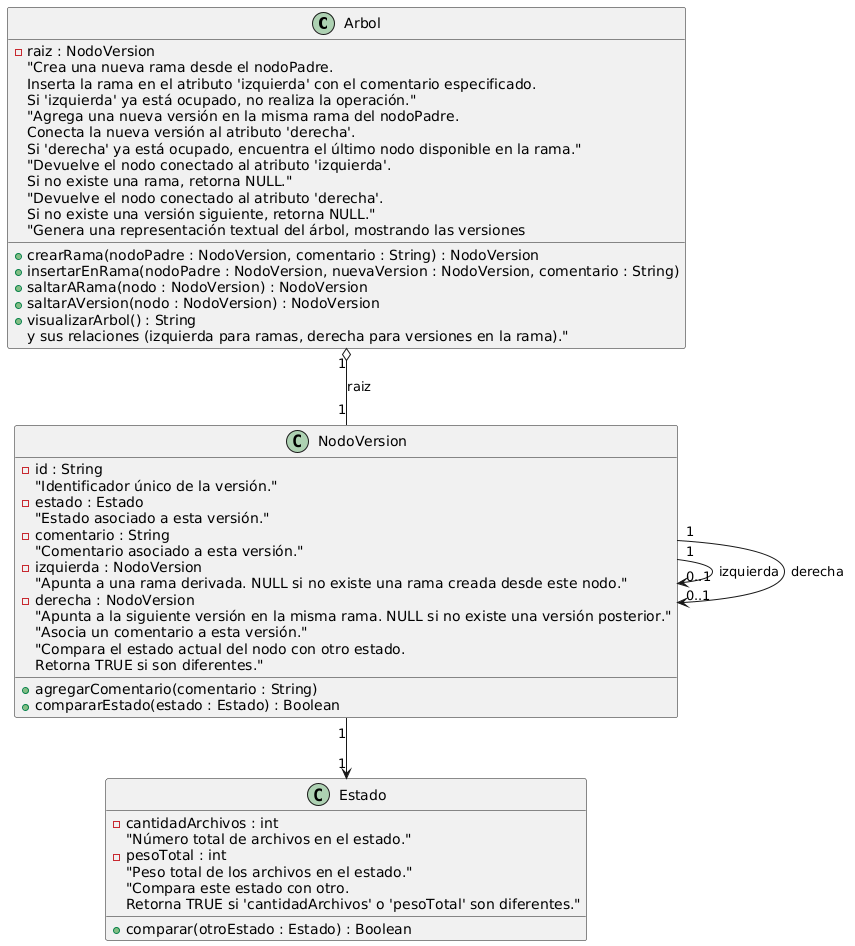 C Arbol
raiz : NodoVersion
"Crea una nueva rama desde el nodoPadre.
Inserta la rama en el atributo 'izquierda' con el comentario especificado.
Si 'izquierda' ya está ocupado, no realiza la operación."
"Agrega una nueva versión en la misma rama del nodoPadre.
Conecta la nueva versión al atributo 'derecha'.
Si 'derecha' ya está ocupado, encuentra el último nodo disponible en la rama."
"Devuelve el nodo conectado al atributo 'izquierda'.
Si no existe una rama, retorna NULL."
"Devuelve el nodo conectado al atributo 'derecha'.
Si no existe una versión siguiente, retorna NULL."
"Genera una representación textual del árbol, mostrando las versiones
crearRama(nodoPadre : NodoVersion, comentario : String) : NodoVersion
insertarEnRama(nodoPadre : NodoVersion, nuevaVersion : NodoVersion, comentario : String)
saltarARama(nodo : NodoVersion) : NodoVersion
saltarAVersion(nodo : NodoVersion) : NodoVersion
visualizarArbol() : String
y sus relaciones (izquierda para ramas, derecha para versiones en la rama)."
1
raiz
1
C NodoVersion
id : String
"Identificador único de la versión."
estado : Estado
"Estado asociado a esta versión."
comentario : String
"Comentario asociado a esta versión."
izquierda : NodoVersion
"Apunta a una rama derivada. NULL si no existe una rama creada desde este nodo."
derecha : NodoVersion
"Apunta a la siguiente versión en la misma rama. NULL si no existe una versión posterior."
"Asocia un comentario a esta versión."
"Compara el estado actual del nodo con otro estado.
Retorna TRUE si son diferentes."
agregarComentario(comentario : String)
compararEstado(estado : Estado) : Boolean
1
1
0..1
izquierda
derecha
0..1
1
1
C Estado
cantidadArchivos : int
"Número total de archivos en el estado."
pesoTotal : int
"Peso total de los archivos en el estado."
"Compara este estado con otro.
Retorna TRUE si 'cantidadArchivos' o 'pesoTotal' son diferentes."
comparar(otroEstado : Estado) : Boolean